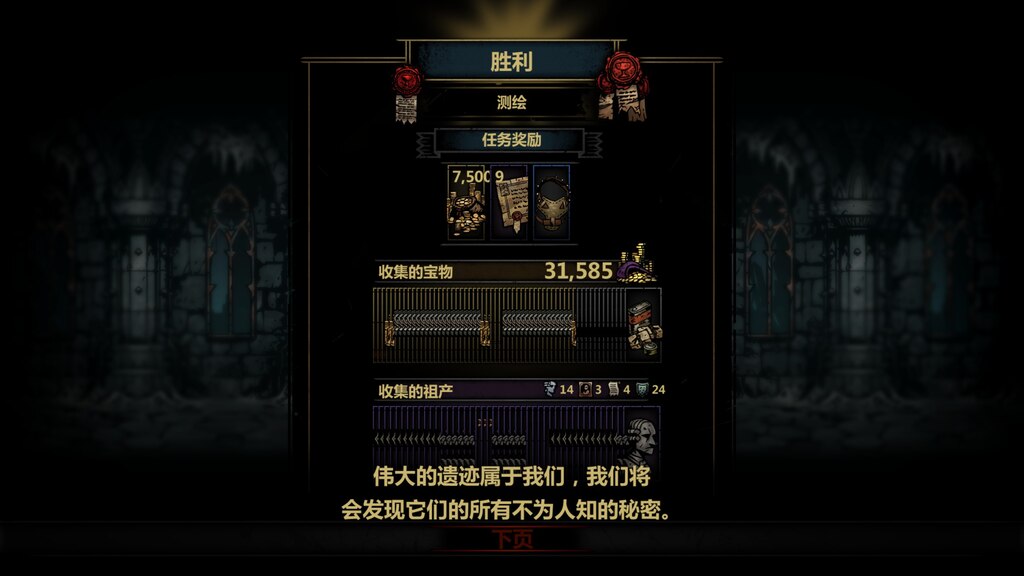 胜利
测绘
任务奖励
7,500 9
收集的宝物 31,585
收集的祖产 14 3 4 24
伟大的遗迹属于我们，我们将
会发现它们的所有不为人知的秘密。
下页